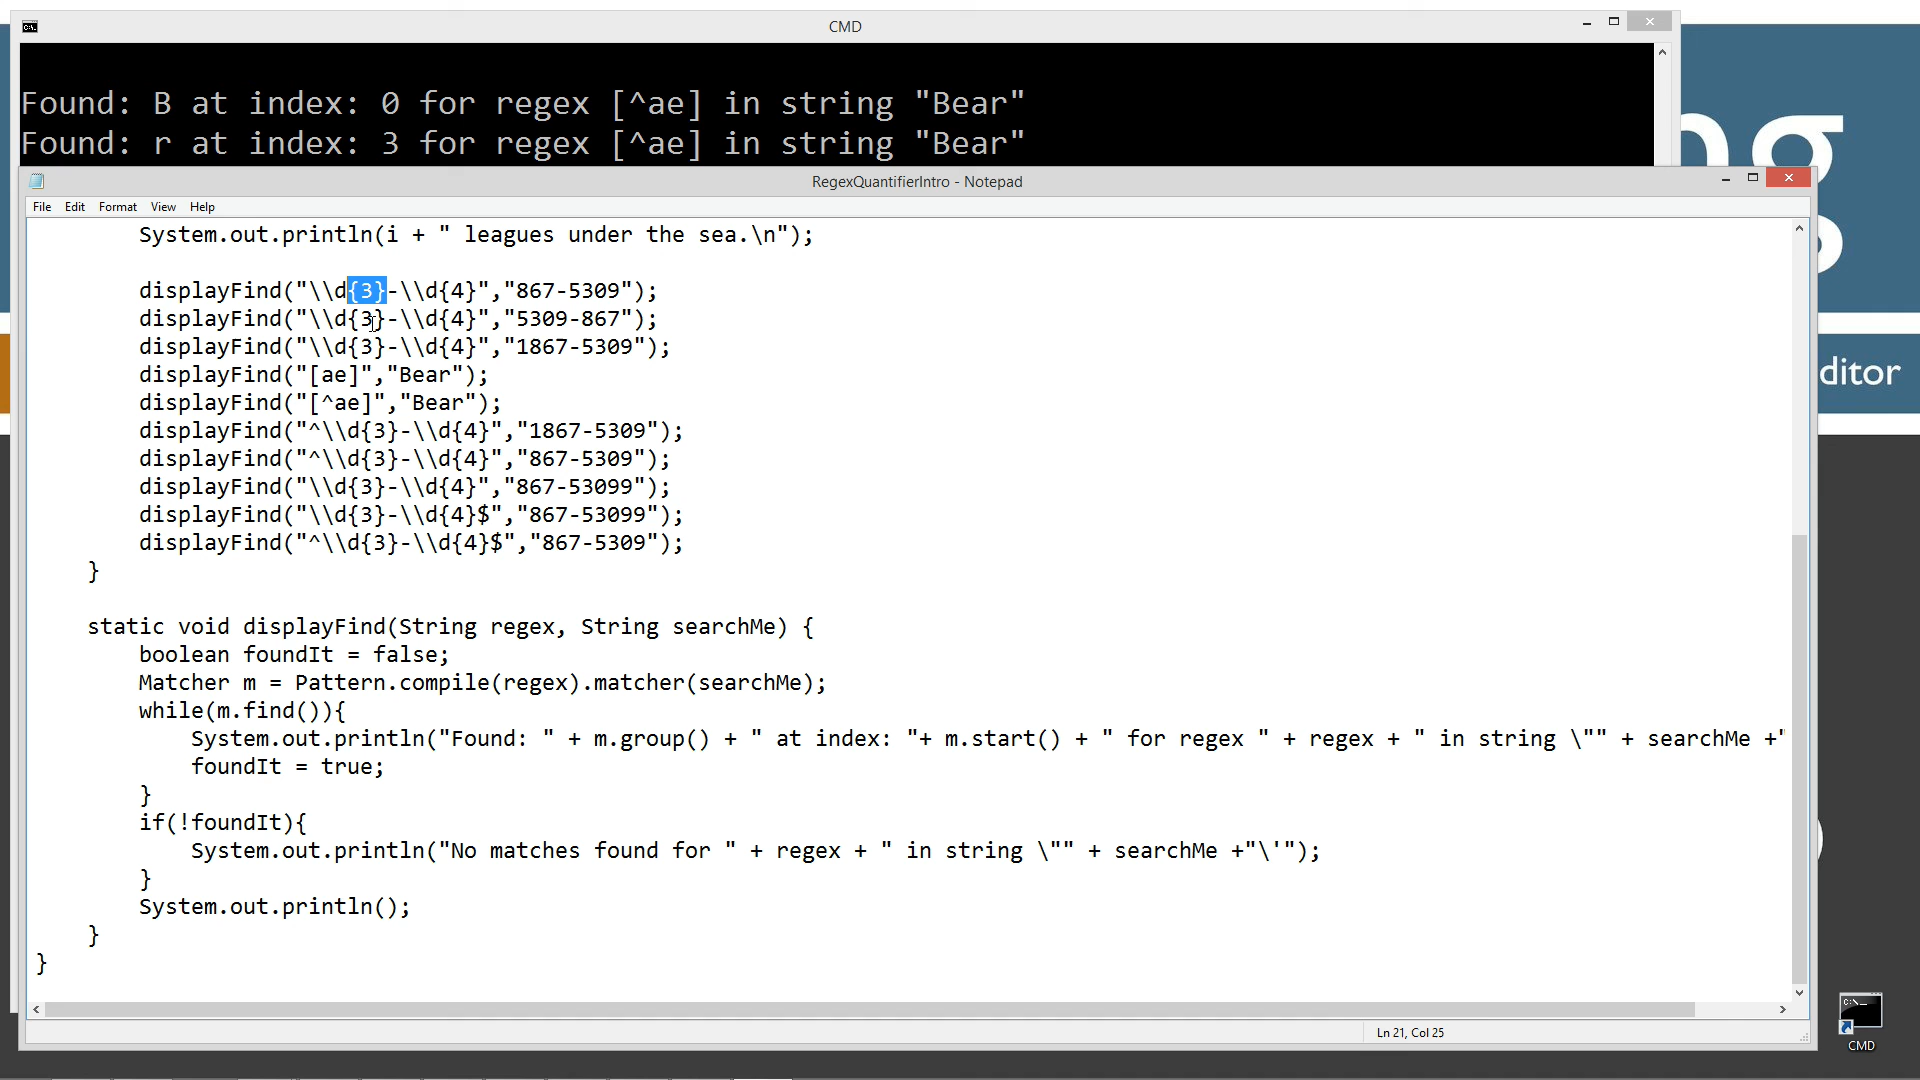 CMD
Found: B at index: 0 for regex [^ae] in string "Bear"
Found: r at index: 3 for regex [^ae] in string "Bear"
g
RegexQuantifierIntro - Notepad
File Edit Format View Help
System.out.println(i + " leagues under the sea.\n");
displayFind("\\d{3}-\\d{4}","867-5309");
displayFind("\\d{3}-\\d{4}","5309-867");
displayFind("\\d{3}-\\d{4}","1867-5309");
displayFind("[ae]","Bear");
displayFind("[^ae]","Bear");
displayFind("^\\d{3}-\\d{4}","1867-5309");
displayFind("^\\d{3}-\\d{4}","867-5309");
displayFind("\\d{3}-\\d{4}","867-53099");
displayFind("\\d{3}-\\d{4}$","867-53099");
displayFind("^\\d{3}-\\d{4}$","867-5309");
}
static void displayFind(String regex, String searchMe) {
boolean foundIt = false;
Matcher m = Pattern.compile(regex).matcher(searchMe);
while(m.find()){
System.out.println("Found: " + m.group() + " at index: "+ m.start() + " for regex " + regex + " in string \"" + searchMe +"
foundIt = true;
}
if(!foundIt){
System.out.println("No matches found for " + regex + " in string \"" + searchMe +"\'");
}
System.out.println();
}
}
ditor
Ln 21, Col 25
CMD